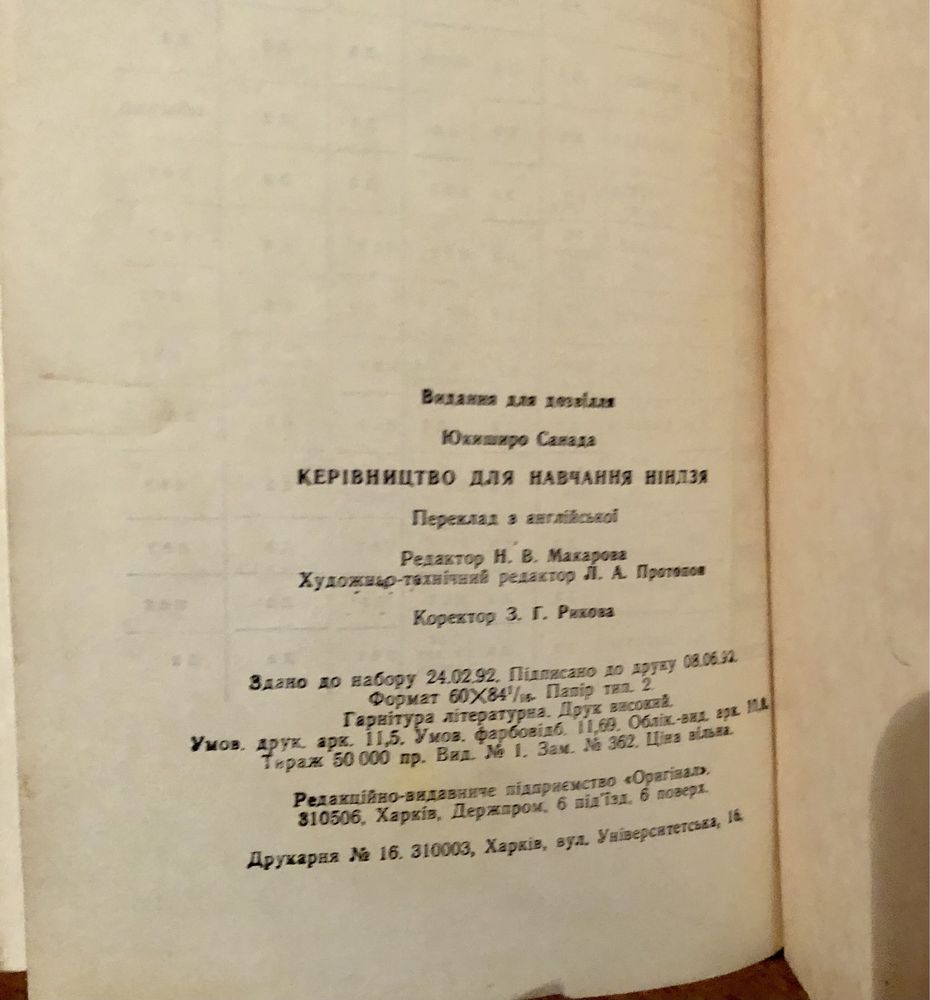 Видання для дозвілля
Юкиширо Санада
КЕРІВНИЦТВО ДЛЯ НАВЧАННЯ НІНДЗЯ
Переклад з англійської
Редактор Н. В. Макарова
Художньо-технічний редактор Л. А. Протопов
Коректор З. Г. Рикова
Здано до набору 24.02.92. Підписано до друку 08.06.92.
Формат 60×84¹/₁₆. Папір тип. 2.
Гарнітура літературна. Друк високий.
Умов. друк. арк. 11,5. Умов. фарбовідб. 11,69. Облік.-вид. арк.
Тираж 50 000 пр. Вид. № 1. Зам. № 362. Ціна вільна.
Редакційно-видавниче підприємство «Оригінал».
310506, Харків, Держпром, 6 під'їзд, 6 поверх.
Друкарня № 16. 310003, Харків, вул. Університетська, 16.